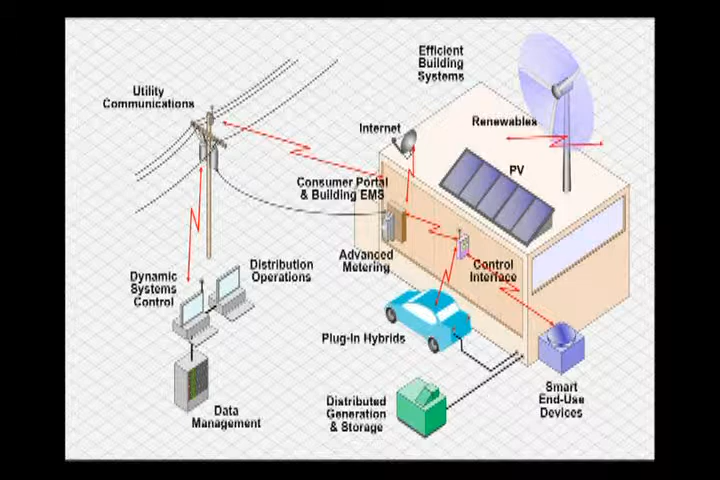 Efficient
Building
Systems
Utility
Communications
Internet
Renewables
PV
Consumer Portal
& Building EMS
Advanced
Metering
Control
Interface
Dynamic
Systems
Control
Distribution
Operations
Plug-In Hybrids
Data
Management
Distributed
Generation
& Storage
Smart
End-Use
Devices